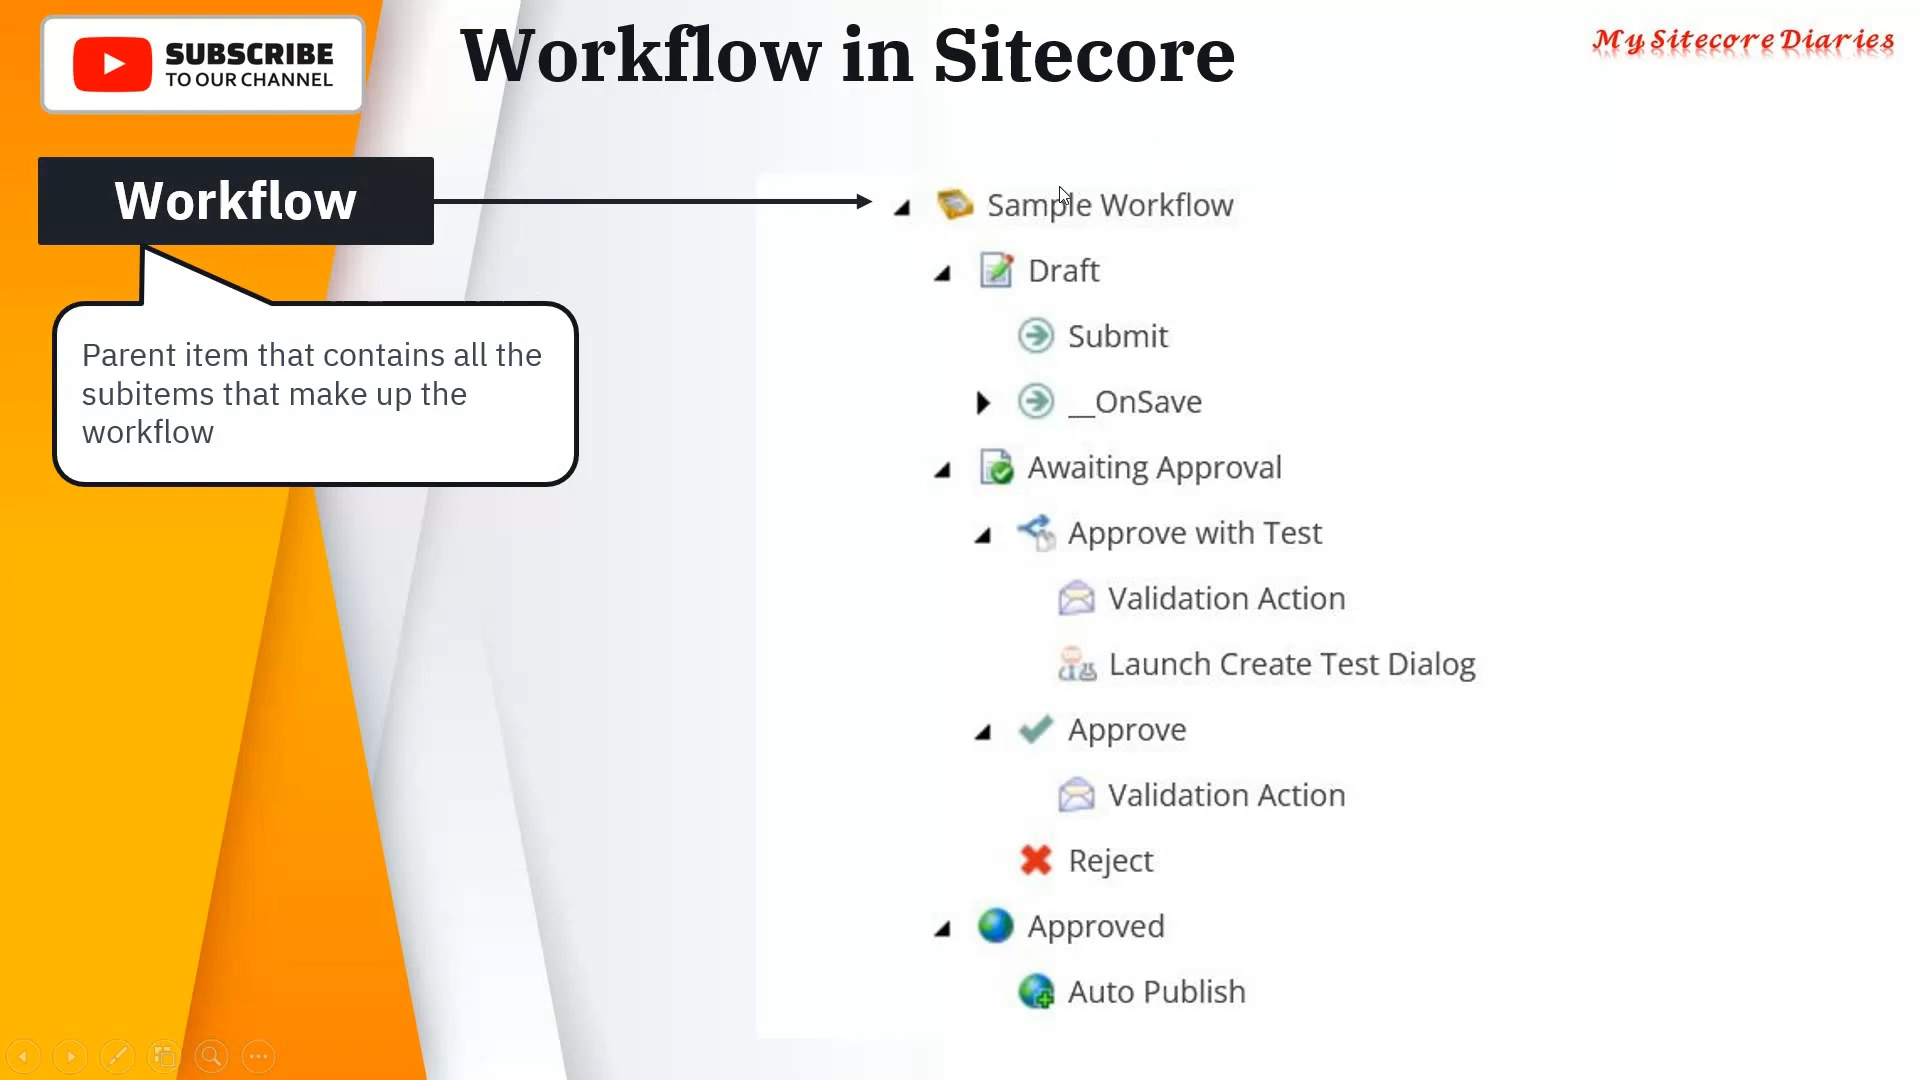 SUBSCRIBE
TO OUR CHANNEL
Workflow in Sitecore
My Sitecore Diaries
Workflow
Parent item that contains all the
subitems that make up the
workflow
Sample Workflow
Draft
Submit
__OnSave
Awaiting Approval
Approve with Test
Validation Action
Launch Create Test Dialog
Approve
Validation Action
Reject
Approved
Auto Publish